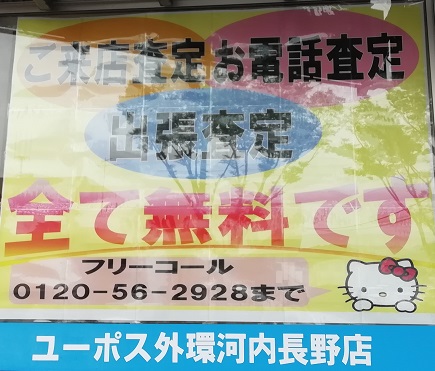 ご来店査定お電話査定
出張査定
全て無料です
フリーコール
0120-56-2928まで
ユーポス外環河内長野店